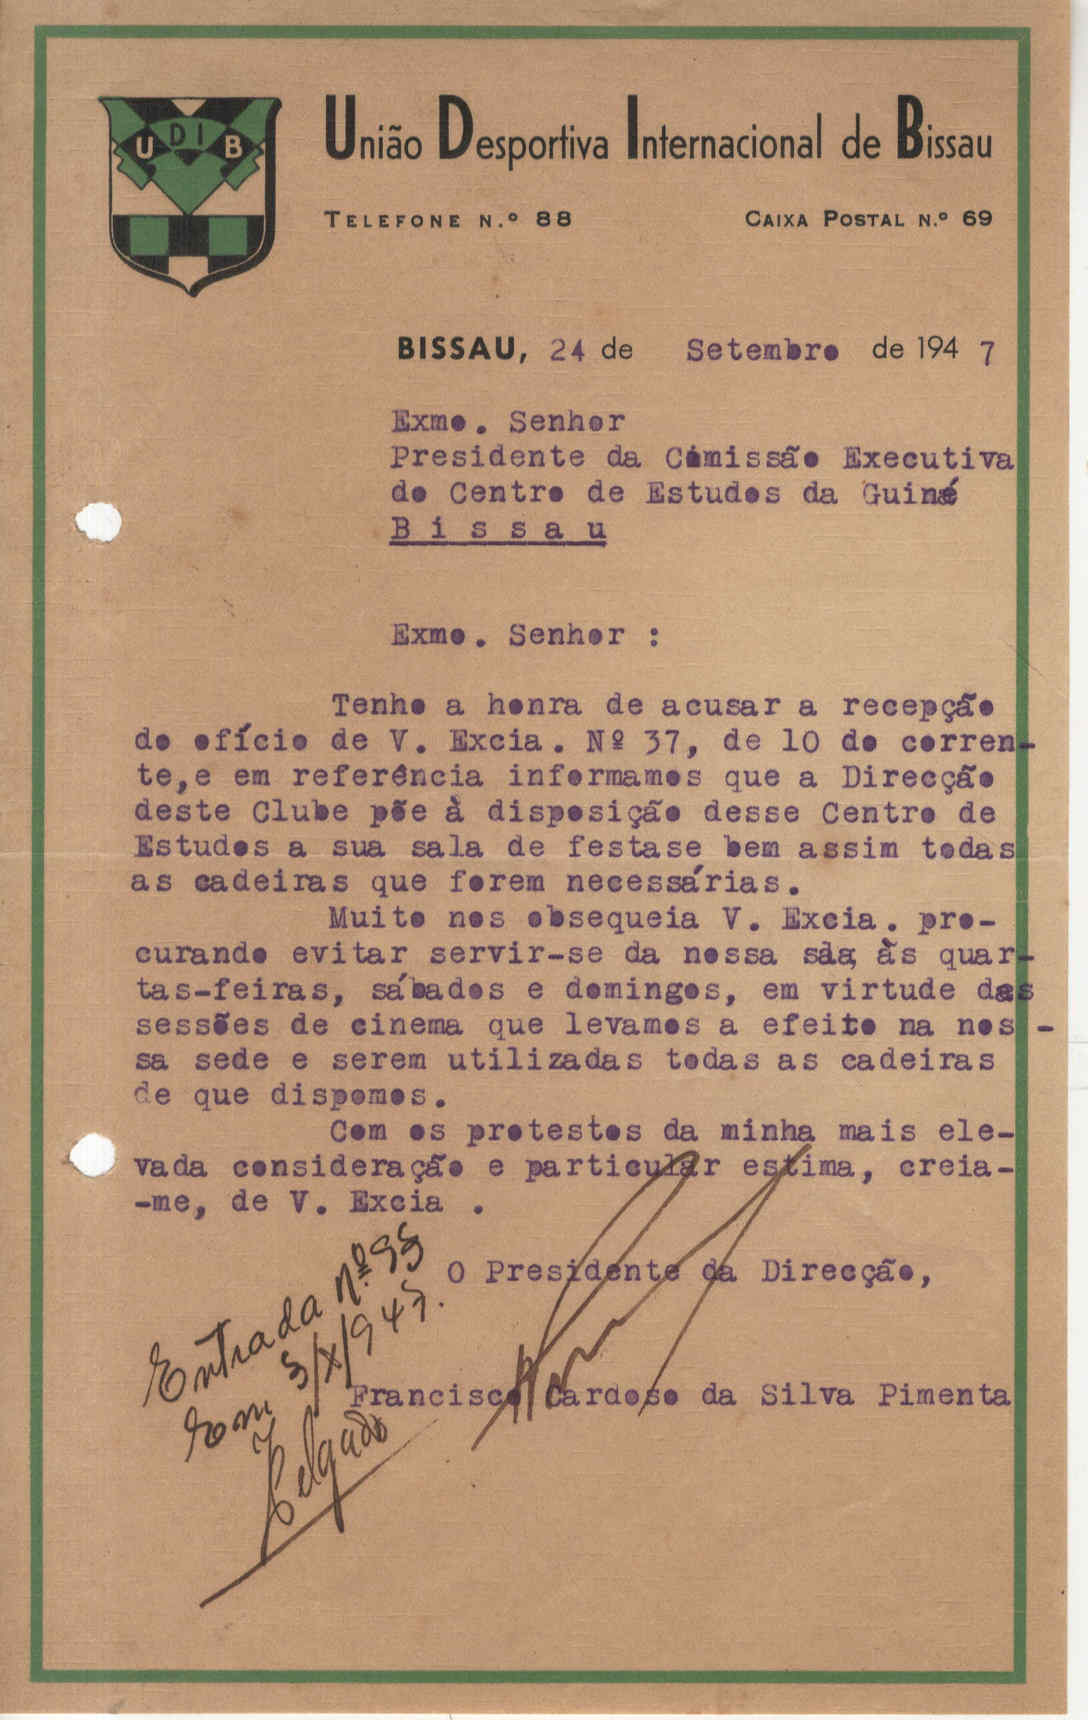 UDIB
União Desportiva Internacional de Bissau
TELEFONE N.º 88 CAIXA POSTAL N.º 69
BISSAU, 24 de Setembro de 1947
Exmo. Senhor
Presidente da Comissão Executiva
do Centro de Estudos da Guiné
B i s s a u
Exmo. Senhor :
Tenho a honra de acusar a recepção
do ofício de V. Excia. Nº 37, de 10 do corren-
te,e em referência informamos que a Direcção
deste Clube põe à disposição desse Centro de
Estudos a sua sala de festase bem assim todas
as cadeiras que forem necessárias.
Muito nos obsequeia V. Excia. pro-
curando evitar servir-se da nossa sala, às quar-
tas-feiras, sábados e domingos, em virtude das
sessões de cinema que levamos a efeito na nos -
sa sede e serem utilizadas todas as cadeiras
de que dispomos.
Com os protestos da minha mais ele-
vada consideração e particular estima, creia-
-me, de V. Excia .
O Presidente da Direcção,
Francisco Cardoso da Silva Pimenta
Entrada nº
Em /X/947.